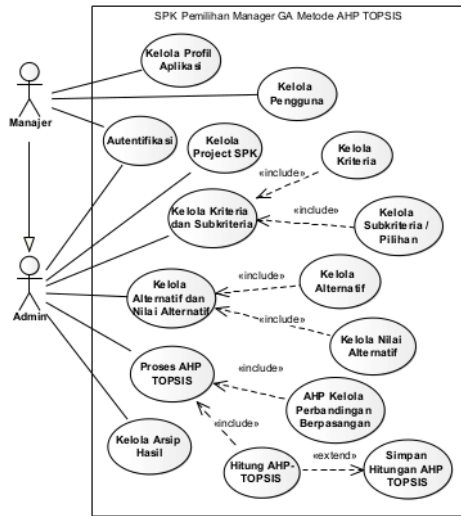 SPK Pemilihan Manager GA Metode AHP TOPSIS
Kelola Profil
Aplikasi
Kelola
Pengguna
Manajer
Autentifikasi
Kelola
Project SPK
Kelola
Kriteria
«include»
Kelola Kriteria
dan Subkriteria
«include»
Kelola
Subkriteria /
Pilihan
Admin
Kelola
Alternatif dan
Nilai Alternatif
«include»
Kelola
Alternatif
«include»
Kelola Nilai
Alternatif
Proses AHP
TOPSIS
«include»
AHP Kelola
Perbandingan
Berpasangan
«include»
Kelola Arsip
Hasil
Hitung AHP-
TOPSIS
«extend»
Simpan
Hitungan AHP
TOPSIS